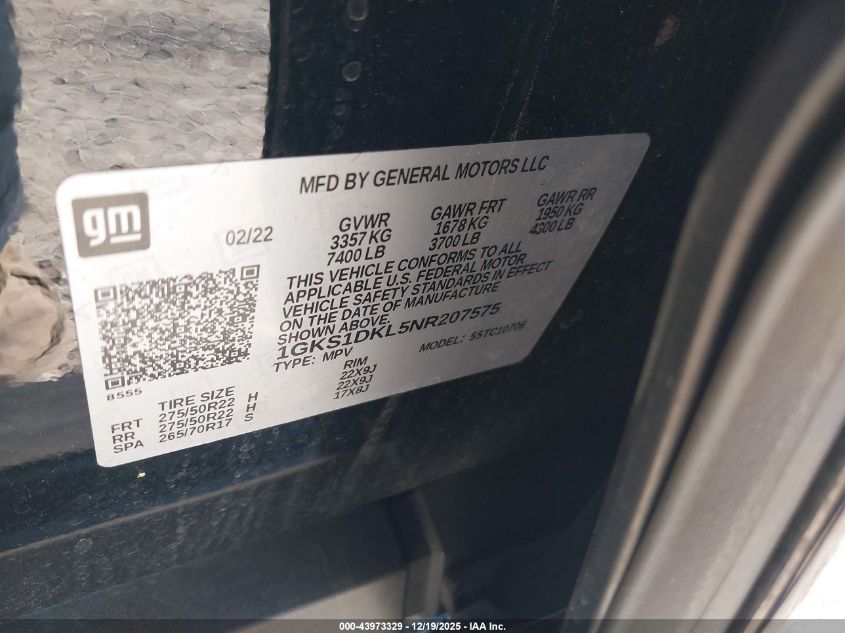 MFD BY GENERAL MOTORS LLC
gm
02/22
GVWR GAWR FRT GAWR RR
3357 KG 1678 KG 1950 KG
7400 LB 3700 LB 4300 LB
THIS VEHICLE CONFORMS TO ALL
APPLICABLE U.S. FEDERAL MOTOR
VEHICLE SAFETY STANDARDS IN EFFECT
ON THE DATE OF MANUFACTURE
SHOWN ABOVE.
1GKS1DKL5NR207575
TYPE: MPV MODEL: 55TC10706
8555
TIRE SIZE RIM
FRT 275/50R22 H 22X9J
RR 275/50R22 H 22X9J
SPA 265/70R17 S 17X8J
000-43973329 - 12/19/2025 - IAA Inc.